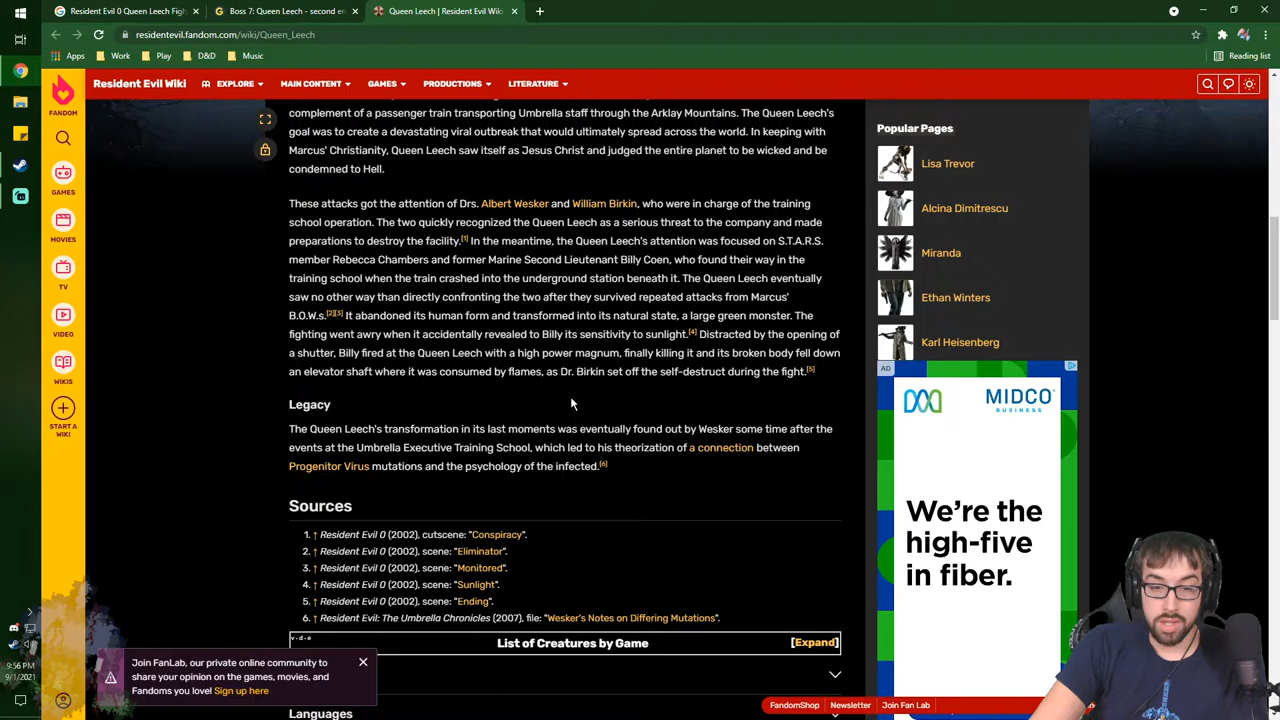 Resident Evil 0 Queen Leech Figh
Boss 7: Queen Leech - second en
Queen Leech | Resident Evil Wiki
residentevil.fandom.com/wiki/Queen_Leech
Apps
Work
Play
D&D
Music
Reading list
FANDOM
Resident Evil Wiki
EXPLORE
MAIN CONTENT
GAMES
PRODUCTIONS
LITERATURE
GAMES
MOVIES
TV
VIDEO
WIKIS
START A
WIKI
complement of a passenger train transporting Umbrella staff through the Arklay Mountains. The Queen Leech's
goal was to create a devastating viral outbreak that would ultimately spread across the world. In keeping with
Marcus' Christianity, Queen Leech saw itself as Jesus Christ and judged the entire planet to be wicked and be
condemned to Hell.
These attacks got the attention of Drs. Albert Wesker and William Birkin, who were in charge of the training
school operation. The two quickly recognized the Queen Leech as a serious threat to the company and made
preparations to destroy the facility.[1] In the meantime, the Queen Leech's attention was focused on S.T.A.R.S.
member Rebecca Chambers and former Marine Second Lieutenant Billy Coen, who found their way in the
training school when the train crashed into the underground station beneath it. The Queen Leech eventually
saw no other way than directly confronting the two after they survived repeated attacks from Marcus'
B.O.W.s.[2][3] It abandoned its human form and transformed into its natural state, a large green monster. The
fighting went awry when it accidentally revealed to Billy its sensitivity to sunlight.[4] Distracted by the opening of
a shutter, Billy fired at the Queen Leech with a high power magnum, finally killing it and its broken body fell down
an elevator shaft where it was consumed by flames, as Dr. Birkin set off the self-destruct during the fight.[5]
Legacy
The Queen Leech's transformation in its last moments was eventually found out by Wesker some time after the
events at the Umbrella Executive Training School, which led to his theorization of a connection between
Progenitor Virus mutations and the psychology of the infected.[6]
Sources
1. ↑ Resident Evil 0 (2002), cutscene: "Conspiracy".
2. ↑ Resident Evil 0 (2002), scene: "Eliminator".
3. ↑ Resident Evil 0 (2002), scene: "Monitored".
4. ↑ Resident Evil 0 (2002), scene: "Sunlight".
5. ↑ Resident Evil 0 (2002), scene: "Ending".
6. ↑ Resident Evil: The Umbrella Chronicles (2007), file: "Wesker's Notes on Differing Mutations".
v·d·e
List of Creatures by Game
[Expand]
Languages
Popular Pages
Lisa Trevor
Alcina Dimitrescu
Miranda
Ethan Winters
Karl Heisenberg
AD
MIDCO
BUSINESS
We're the
high-five
in fiber.
Join FanLab, our private online community to
share your opinion on the games, movies, and
Fandoms you love! Sign up here
FandomShop
Newsletter
Join Fan Lab
9:56 PM
9/1/2021